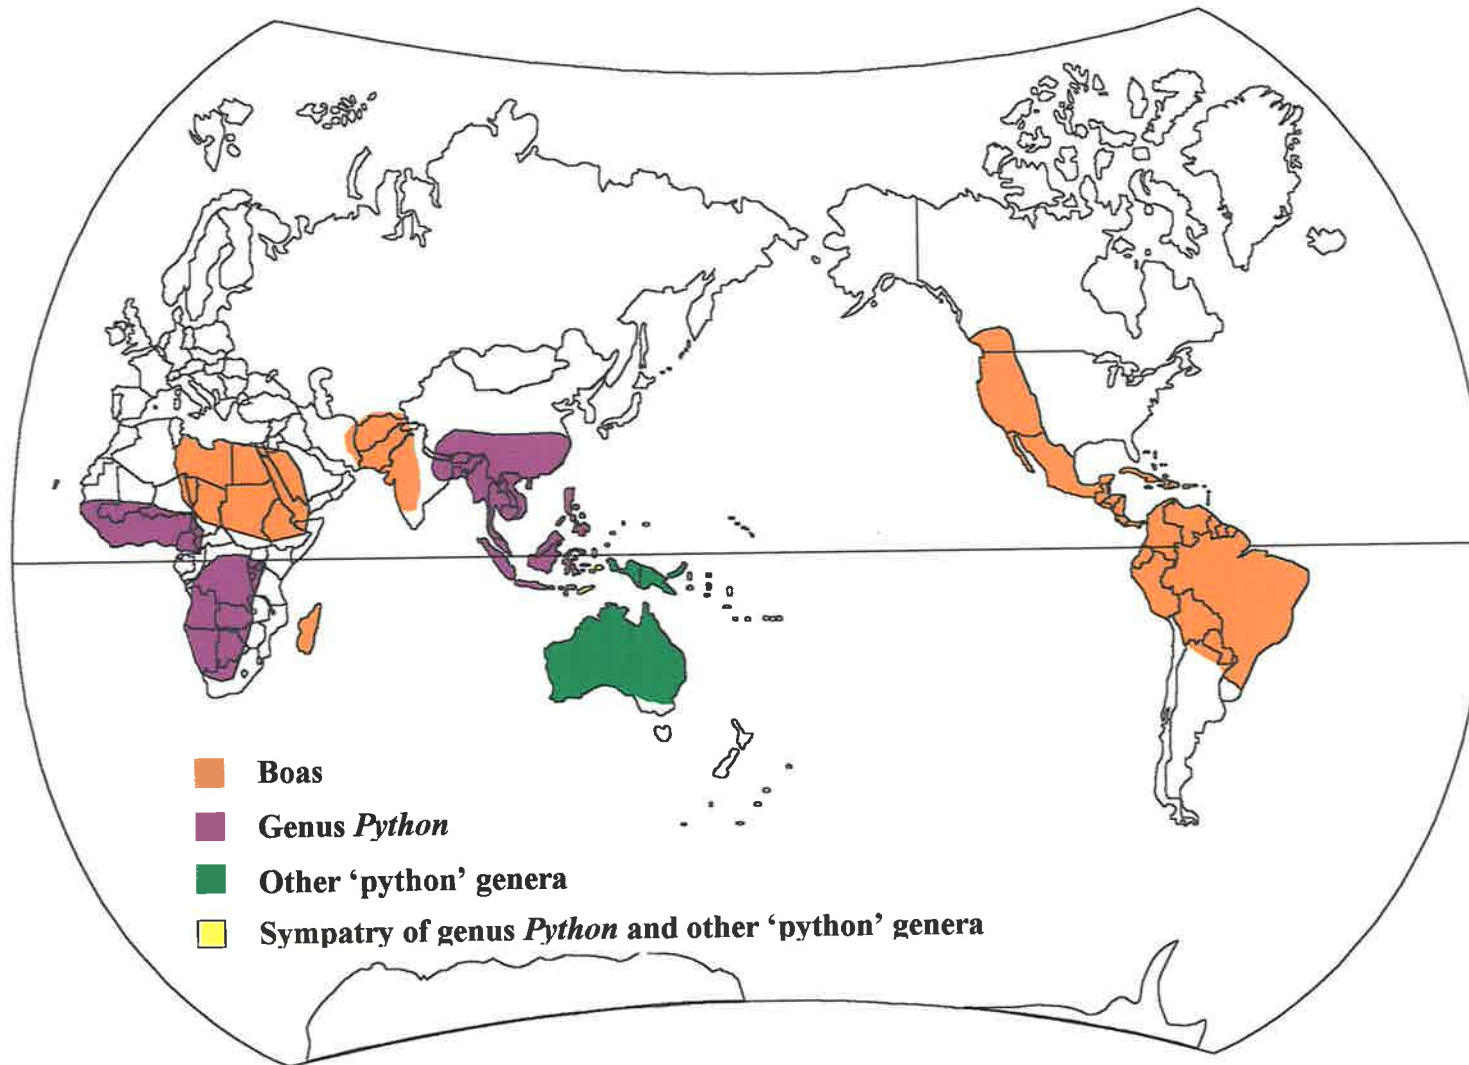 Boas
Genus Python
Other ‘python’ genera
Sympatry of genus Python and other ‘python’ genera